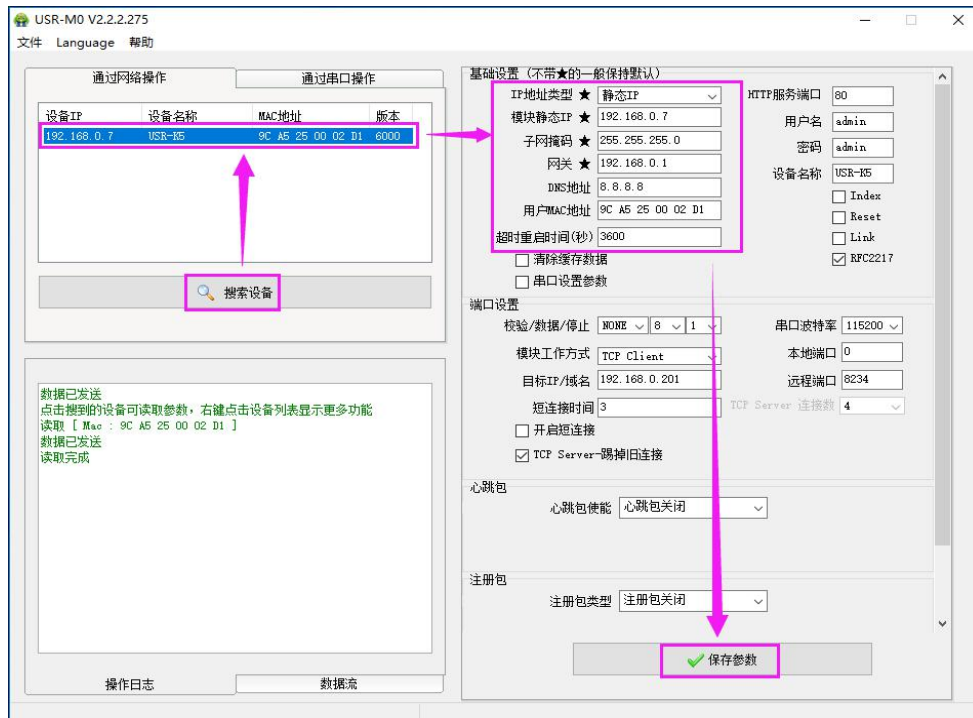 USR-M0 V2.2.2.275
文件 Language 帮助
通过网络操作 通过串口操作
设备IP 设备名称 MAC地址 版本
192.168.0.7 USR-K5 9C A5 25 00 02 D1 6000
搜索设备
数据已发送
点击搜到的设备可读取参数，右键点击设备列表显示更多功能
读取 [ Mac : 9C A5 25 00 02 D1 ]
数据已发送
读取完成
操作日志 数据流
基础设置（不带★的一般保持默认）
IP地址类型 ★ 静态IP HTTP服务端口 80
模块静态IP ★ 192.168.0.7 用户名 admin
子网掩码 ★ 255.255.255.0 密码 admin
网关 ★ 192.168.0.1 设备名称 USR-K5
DNS地址 8.8.8.8 Index
用户MAC地址 9C A5 25 00 02 D1 Reset
超时重启时间(秒) 3600 Link
清除缓存数据 RFC2217
串口设置参数
端口设置
校验/数据/停止 NONE 8 1 串口波特率 115200
模块工作方式 TCP Client 本地端口 0
目标IP/域名 192.168.0.201 远程端口 8234
短连接时间 3 TCP Server 连接数 4
开启短连接
TCP Server-踢掉旧连接
心跳包
心跳包使能 心跳包关闭
注册包
注册包类型 注册包关闭
保存参数